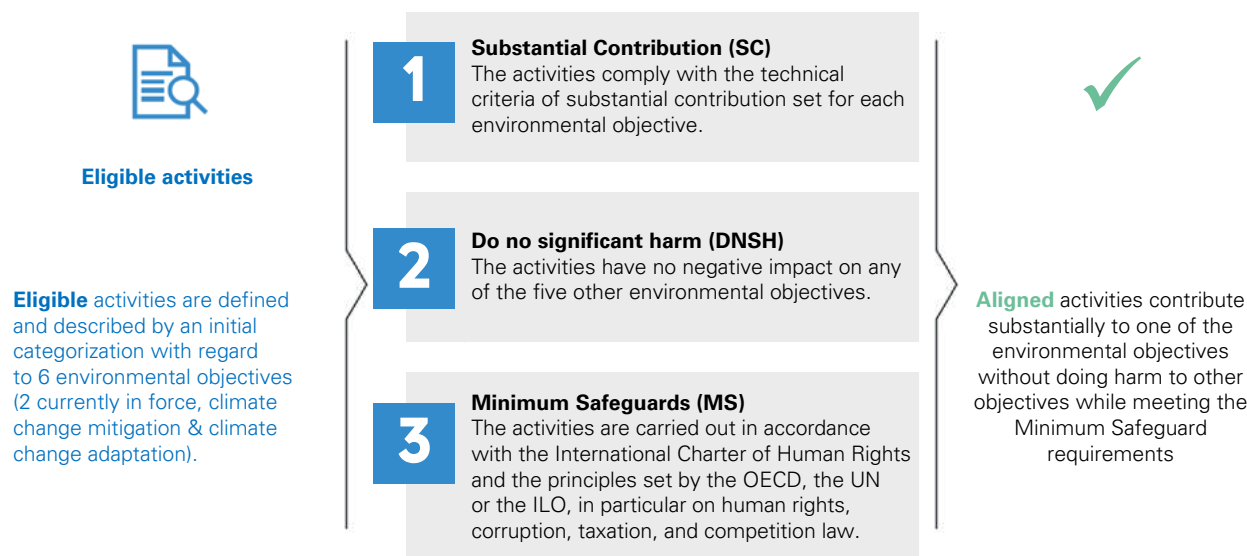 Eligible activities
Eligible activities are defined
and described by an initial
categorization with regard
to 6 environmental objectives
(2 currently in force, climate
change mitigation & climate
change adaptation).
1
Substantial Contribution (SC)
The activities comply with the technical
criteria of substantial contribution set for each
environmental objective.
2
Do no significant harm (DNSH)
The activities have no negative impact on any
of the five other environmental objectives.
3
Minimum Safeguards (MS)
The activities are carried out in accordance
with the International Charter of Human Rights
and the principles set by the OECD, the UN
or the ILO, in particular on human rights,
corruption, taxation, and competition law.
Aligned activities contribute
substantially to one of the
environmental objectives
without doing harm to other
objectives while meeting the
Minimum Safeguard
requirements